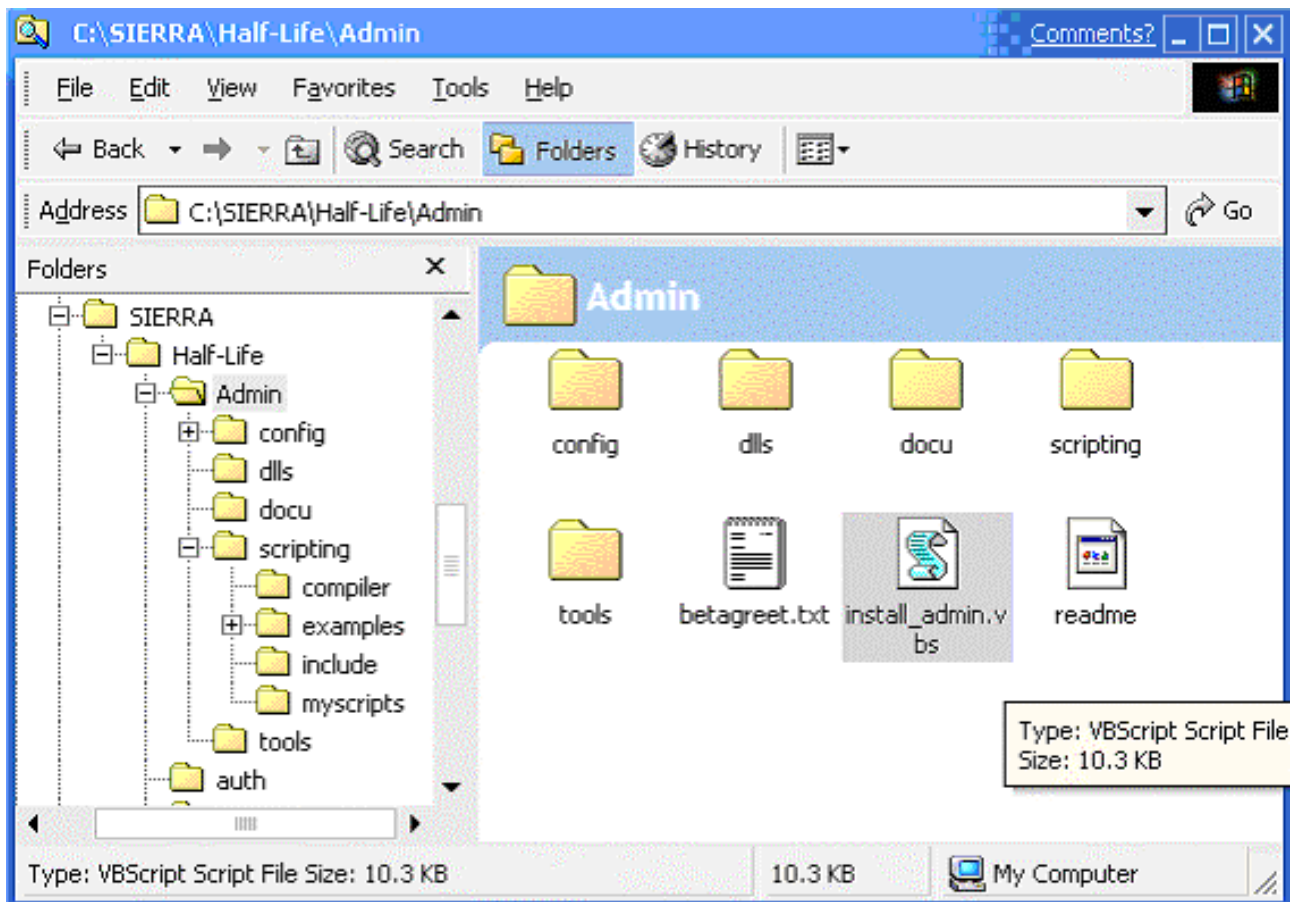 C:\SIERRA\Half-Life\Admin
Comments?
File Edit View Favorites Tools Help
Back Search Folders History
Address C:\SIERRA\Half-Life\Admin Go
Folders
SIERRA
Half-Life
Admin
config
dlls
docu
scripting
compiler
examples
include
myscripts
tools
auth
Admin
config dlls docu scripting
tools betagreet.txt install_admin.v readme
bs
Type: VBScript Script File
Size: 10.3 KB
Type: VBScript Script File Size: 10.3 KB 10.3 KB My Computer